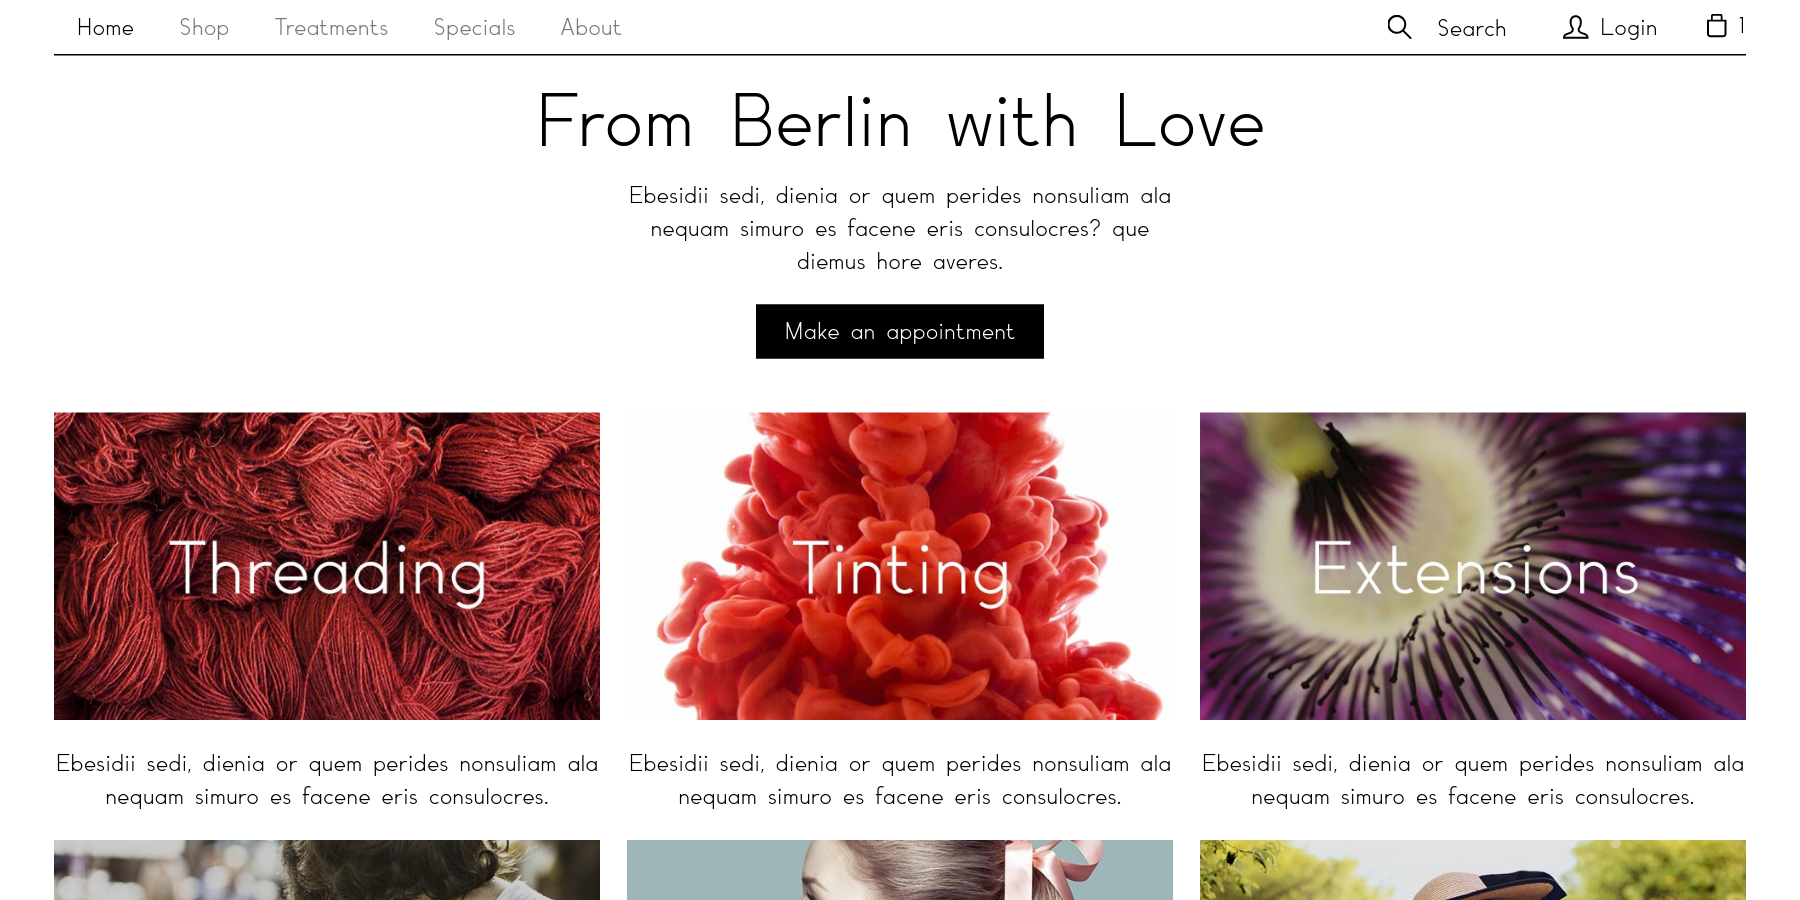 Home Shop Treatments Specials About Search Login 1
From Berlin with Love
Ebesidii sedi, dienia or quem perides nonsuliam ala
nequam simuro es facene eris consulocres? que
diemus hore averes.
Make an appointment
Threading
Tinting
Extensions
Ebesidii sedi, dienia or quem perides nonsuliam ala
nequam simuro es facene eris consulocres.
Ebesidii sedi, dienia or quem perides nonsuliam ala
nequam simuro es facene eris consulocres.
Ebesidii sedi, dienia or quem perides nonsuliam ala
nequam simuro es facene eris consulocres.